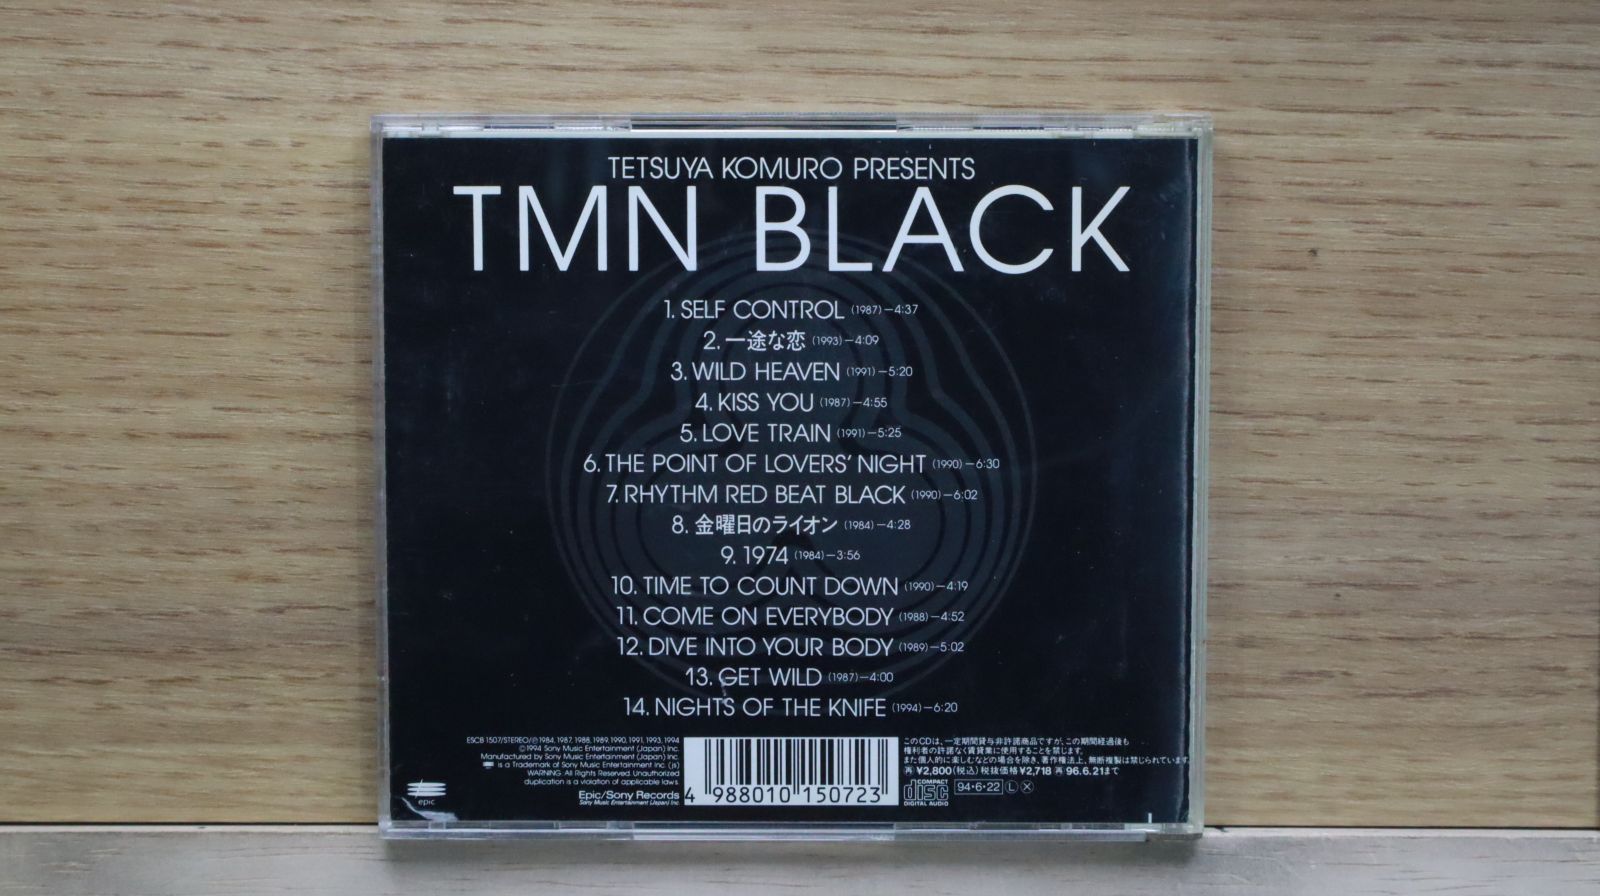 TETSUYA KOMURO PRESENTS
TMN BLACK
1. SELF CONTROL (1987)—4:37
2. 一途な恋 (1993)—4:09
3. WILD HEAVEN (1991)—5:20
4. KISS YOU (1987)—4:55
5. LOVE TRAIN (1991)—5:25
6. THE POINT OF LOVERS' NIGHT (1990)—6:30
7. RHYTHM RED BEAT BLACK (1990)—6:02
8. 金曜日のライオン (1984)—4:28
9. 1974 (1984)—3:56
10. TIME TO COUNT DOWN (1990)—4:19
11. COME ON EVERYBODY (1988)—4:52
12. DIVE INTO YOUR BODY (1989)—5:02
13. GET WILD (1987)—4:00
14. NIGHTS OF THE KNIFE (1994)—6:20
ESCB 1507/STEREO/℗1984, 1987, 1988, 1989, 1990, 1991, 1993, 1994
©1994 Sony Music Entertainment (Japan) Inc.
Manufactured by Sony Music Entertainment (Japan) Inc.
is a Trademark of Sony Music Entertainment Inc. (js)
WARNING: All Rights Reserved. Unauthorized
duplication is a violation of applicable laws.
Epic/Sony Records
Sony Music Entertainment (Japan) Inc.
epic
4 988010 150723
このCDは、一定期間貸与非許諾商品ですが、この期間経過後も
権利者の許諾なく賃貸業に使用することを禁じます。
また個人的に楽しむなどの場合を除き、著作権法上、無断複製は禁じられています。
再 ¥2,800(税込) 税抜価格¥2,718 再 96.6.21まで
COMPACT
disc
DIGITAL AUDIO
94・6・22 L X